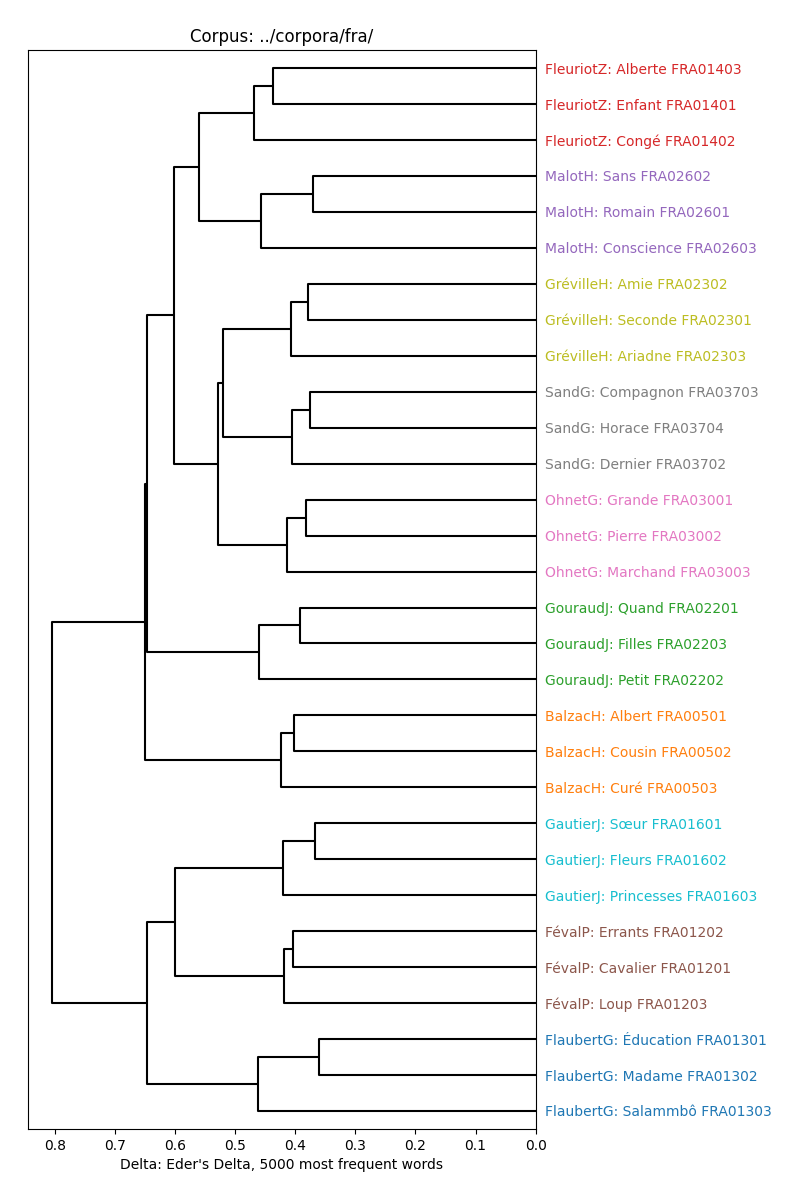 Corpus: ../corpora/fra/
FleuriotZ: Alberte FRA01403
FleuriotZ: Enfant FRA01401
FleuriotZ: Congé FRA01402
MalotH: Sans FRA02602
MalotH: Romain FRA02601
MalotH: Conscience FRA02603
GrévilleH: Amie FRA02302
GrévilleH: Seconde FRA02301
GrévilleH: Ariadne FRA02303
SandG: Compagnon FRA03703
SandG: Horace FRA03704
SandG: Dernier FRA03702
OhnetG: Grande FRA03001
OhnetG: Pierre FRA03002
OhnetG: Marchand FRA03003
GouraudJ: Quand FRA02201
GouraudJ: Filles FRA02203
GouraudJ: Petit FRA02202
BalzacH: Albert FRA00501
BalzacH: Cousin FRA00502
BalzacH: Curé FRA00503
GautierJ: Sœur FRA01601
GautierJ: Fleurs FRA01602
GautierJ: Princesses FRA01603
FévalP: Errants FRA01202
FévalP: Cavalier FRA01201
FévalP: Loup FRA01203
FlaubertG: Éducation FRA01301
FlaubertG: Madame FRA01302
FlaubertG: Salammbô FRA01303
0.8 0.7 0.6 0.5 0.4 0.3 0.2 0.1 0.0
Delta: Eder's Delta, 5000 most frequent words